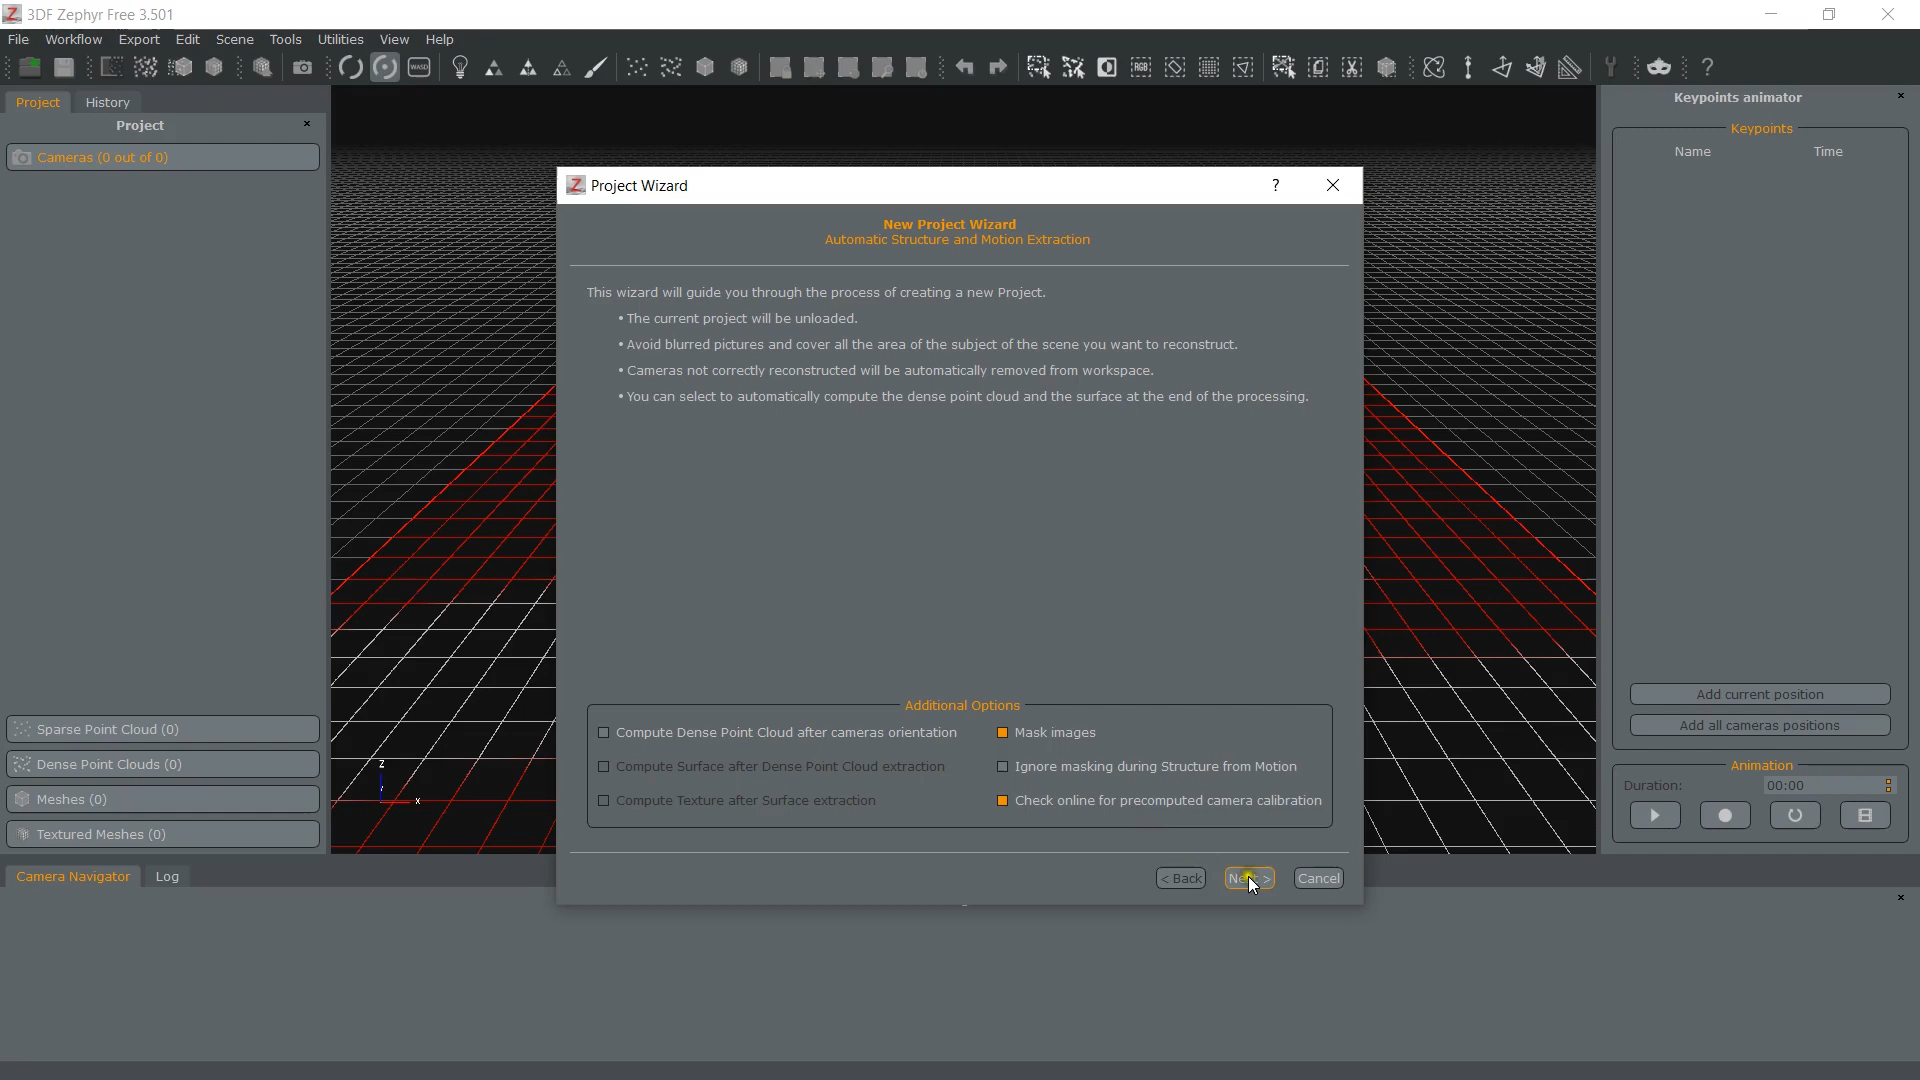 3DF Zephyr Free 3.501
File Workflow Export Edit Scene Tools Utilities View Help
WASD
RGB
Project History
Project
Cameras (0 out of 0)
Keypoints animator
Keypoints
Name Time
Project Wizard
New Project Wizard
Automatic Structure and Motion Extraction
This wizard will guide you through the process of creating a new Project.
• The current project will be unloaded.
• Avoid blurred pictures and cover all the area of the subject of the scene you want to reconstruct.
• Cameras not correctly reconstructed will be automatically removed from workspace.
• You can select to automatically compute the dense point cloud and the surface at the end of the processing.
Additional Options
Compute Dense Point Cloud after cameras orientation
Mask images
Compute Surface after Dense Point Cloud extraction
Ignore masking during Structure from Motion
Compute Texture after Surface extraction
Check online for precomputed camera calibration
< Back
Cancel
Sparse Point Cloud (0)
Dense Point Clouds (0)
Meshes (0)
Textured Meshes (0)
Z
X
Add current position
Add all cameras positions
Animation
Duration: 00:00
Camera Navigator Log